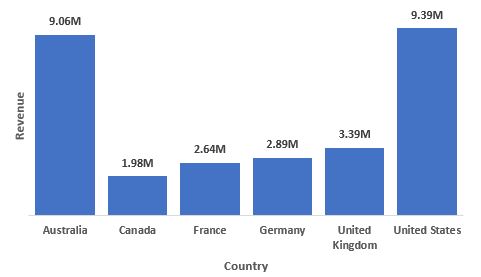 9.39M
9.06M
3.39M
2.89M
2.64M
1.98M
Revenue
Australia
Canada
France
Germany
United
Kingdom
United States
Country